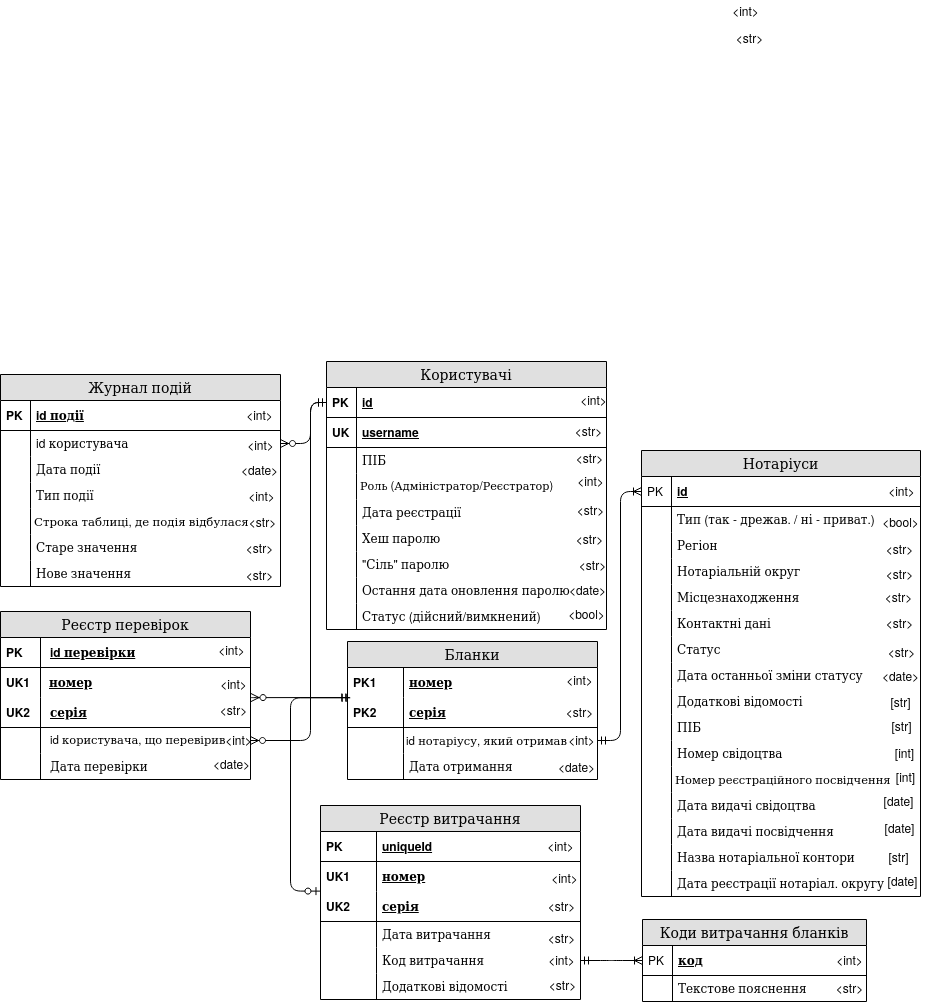 <int>
<str>
Журнал подій
PK id події <int>
id користувача <int>
Дата події <date>
Тип події <int>
Строка таблиці, де подія відбулася <str>
Старе значення <str>
Нове значення <str>
Користувачі
PK id <int>
UK username <str>
ПІБ <str>
Роль (Адміністратор/Реєстратор) <int>
Дата реєстрації <str>
Хеш паролю <str>
"Сіль" паролю <str>
Остання дата оновлення паролю <date>
Статус (дійсний/вимкнений) <bool>
Нотаріуси
PK id <int>
Тип (так - дрежав. / ні - приват.) <bool>
Регіон <str>
Нотаріальній округ <str>
Місцезнаходження <str>
Контактні дані <str>
Статус <str>
Дата останньої зміни статусу <date>
Додаткові відомості [str]
ПІБ [str]
Номер свідоцтва [int]
Номер реєстраційного посвідчення [int]
Дата видачі свідоцтва [date]
Дата видачі посвідчення [date]
Назва нотаріальної контори [str]
Дата реєстрації нотаріал. округу [date]
Реєстр перевірок
PK id перевірки <int>
UK1 номер <int>
UK2 серія <str>
id користувача, що перевірив <int>
Дата перевірки <date>
Бланки
PK1 номер <int>
PK2 серія <str>
id нотаріусу, який отримав <int>
Дата отримання <date>
Реєстр витрачання
PK uniqueId <int>
UK1 номер <int>
UK2 серія <str>
Дата витрачання <str>
Код витрачання <int>
Додаткові відомості <str>
Коди витрачання бланків
PK код <int>
Текстове пояснення <str>